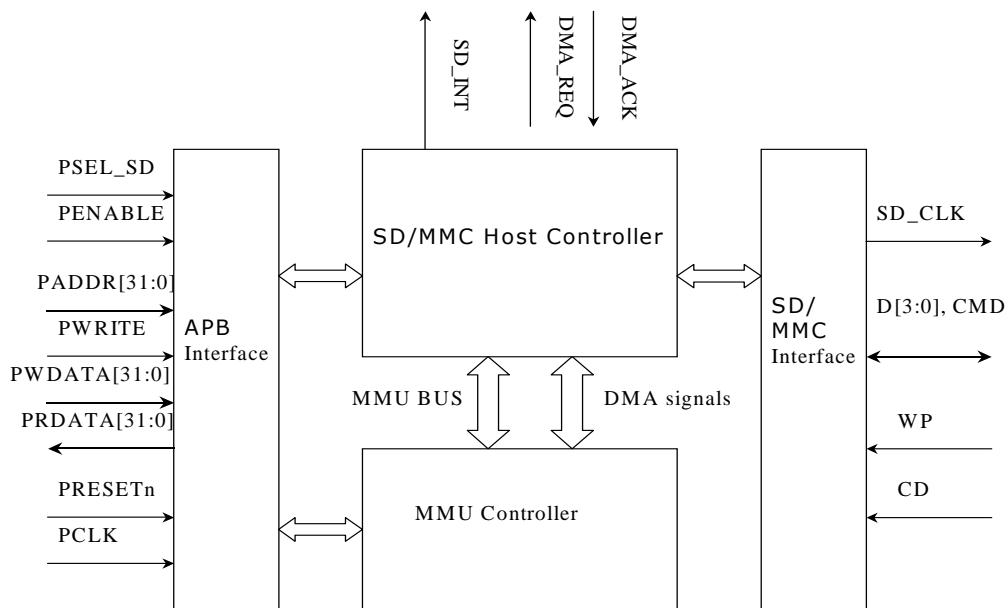 SD_INT
DMA_REQ
DMA_ACK
PSEL_SD
PENABLE
PADDR[31:0]
PWRITE
PWDATA[31:0]
PRDATA[31:0]
PRESETn
PCLK
APB
Interface
SD/MMC Host Controller
MMU BUS
DMA signals
MMU Controller
SD/
MMC
Interface
SD_CLK
D[3:0], CMD
WP
CD